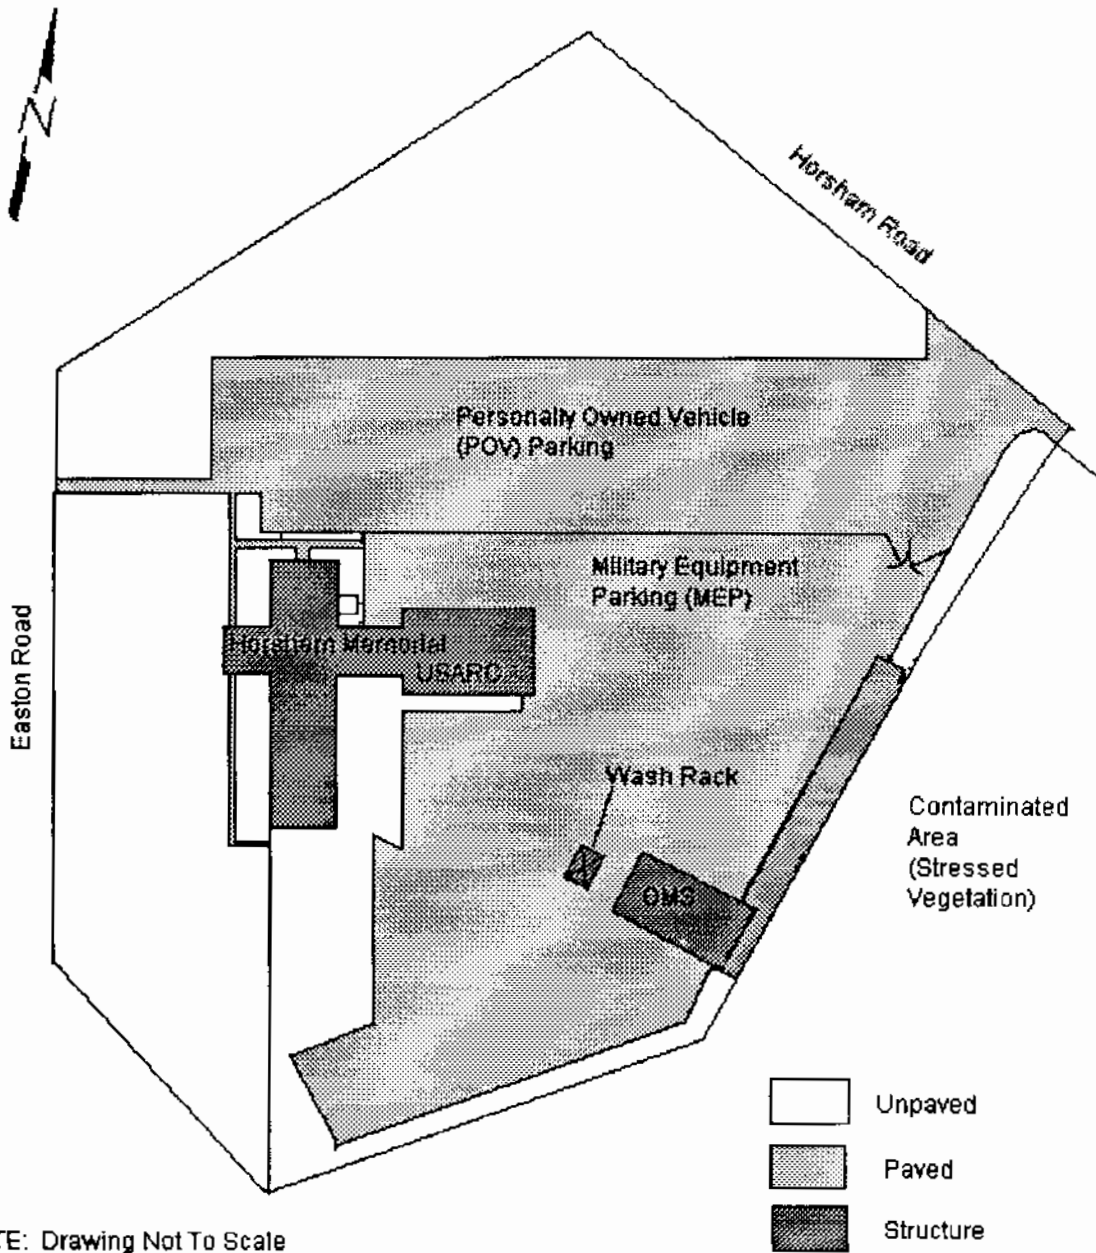 N
Horsham Road
Personally Owned Vehicle
(POV) Parking
Military Equipment
Parking (MEP)
Horsham Memorial
USARC
Easton Road
Wash Rack
OMS
Contaminated
Area
(Stressed
Vegetation)
Unpaved
Paved
Structure
TE: Drawing Not To Scale